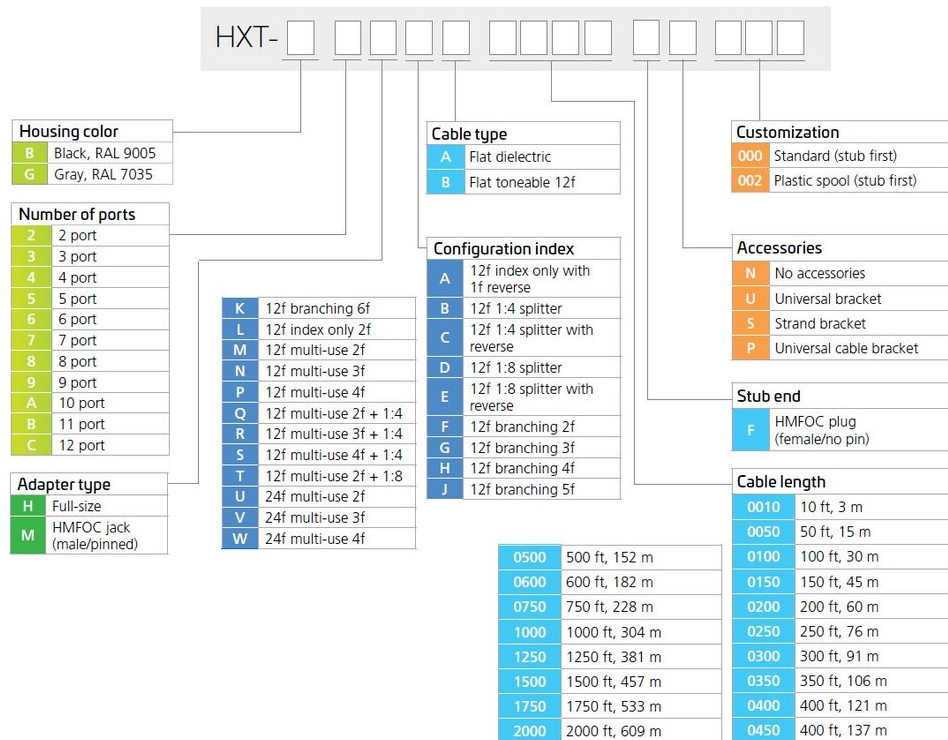 HXT-
Housing color
B Black, RAL 9005
G Gray, RAL 7035
Number of ports
2 2 port
3 3 port
4 4 port
5 5 port
6 6 port
7 7 port
8 8 port
9 9 port
A 10 port
B 11 port
C 12 port
Adapter type
H Full-size
M HMFOC jack
(male/pinned)
Configuration index
A 12f index only with
1f reverse
B 12f 1:4 splitter
C 12f 1:4 splitter with
reverse
D 12f 1:8 splitter
E 12f 1:8 splitter with
reverse
F 12f branching 2f
G 12f branching 3f
H 12f branching 4f
J 12f branching 5f
K 12f branching 6f
L 12f index only 2f
M 12f multi-use 2f
N 12f multi-use 3f
P 12f multi-use 4f
Q 12f multi-use 2f + 1:4
R 12f multi-use 3f + 1:4
S 12f multi-use 4f + 1:4
T 12f multi-use 2f + 1:8
U 24f multi-use 2f
V 24f multi-use 3f
W 24f multi-use 4f
Cable type
A Flat dielectric
B Flat toneable 12f
Cable length
0010 10 ft, 3 m
0050 50 ft, 15 m
0100 100 ft, 30 m
0150 150 ft, 45 m
0200 200 ft, 60 m
0250 250 ft, 76 m
0300 300 ft, 91 m
0350 350 ft, 106 m
0400 400 ft, 121 m
0450 400 ft, 137 m
0500 500 ft, 152 m
0600 600 ft, 182 m
0750 750 ft, 228 m
1000 1000 ft, 304 m
1250 1250 ft, 381 m
1500 1500 ft, 457 m
1750 1750 ft, 533 m
2000 2000 ft, 609 m
Stub end
F HMFOC plug
(female/no pin)
Accessories
N No accessories
U Universal bracket
S Strand bracket
P Universal cable bracket
Customization
000 Standard (stub first)
002 Plastic spool (stub first)